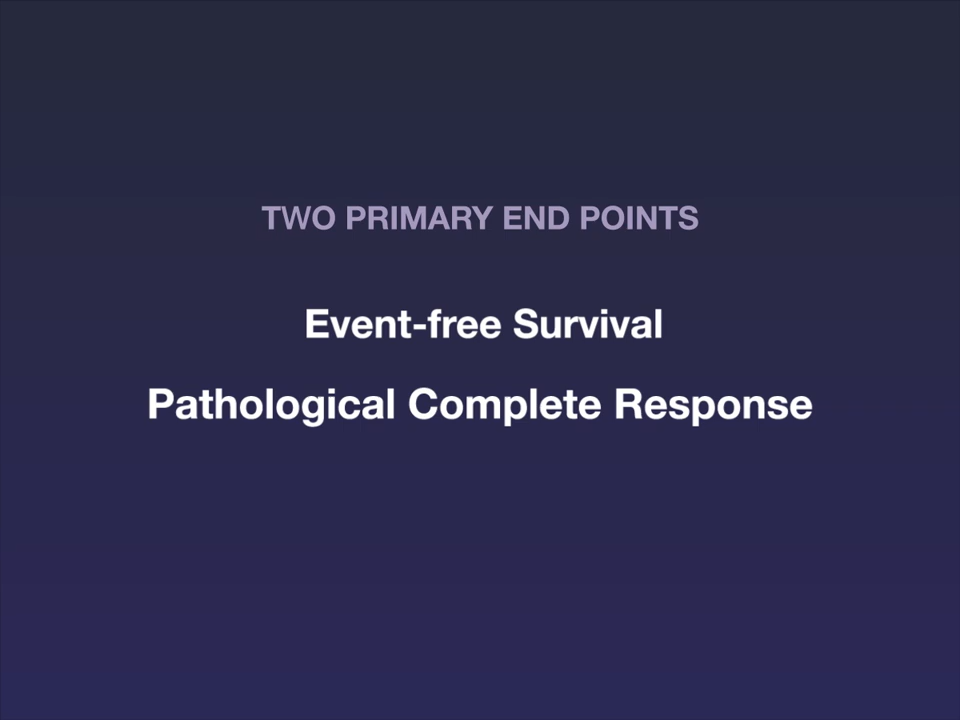 TWO PRIMARY END POINTS
Event-free Survival
Pathological Complete Response